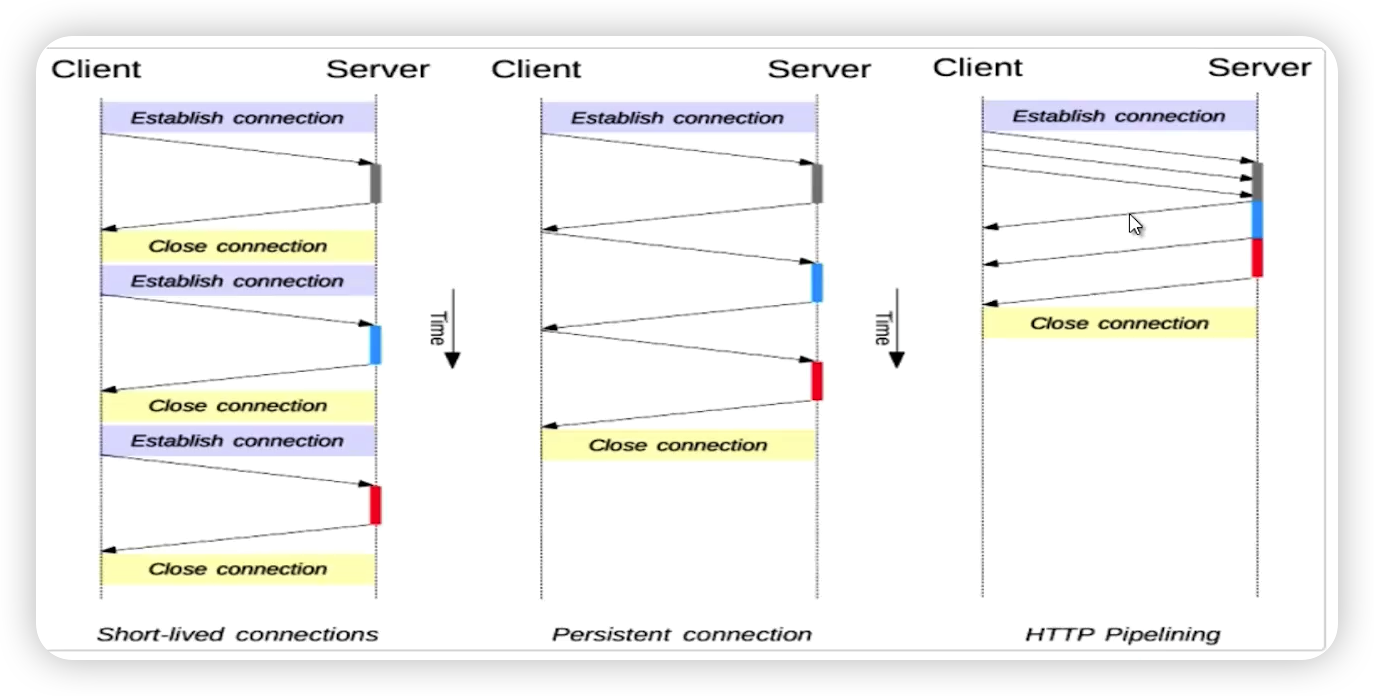 Client
Server
Establish connection
Close connection
Establish connection
Close connection
Establish connection
Close connection
Short-lived connections
Time
Client
Server
Establish connection
Close connection
Persistent connection
Time
Client
Server
Establish connection
Close connection
HTTP Pipelining